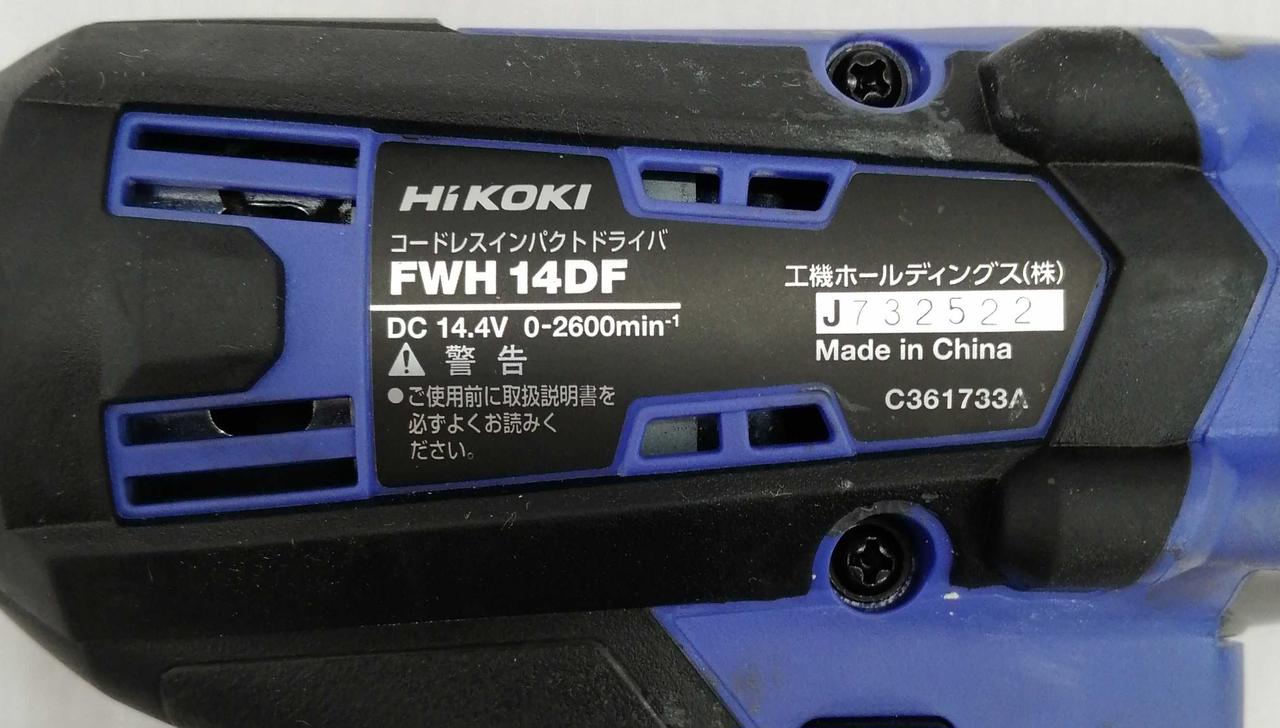 HiKOKI
コードレスインパクトドライバ
FWH 14DF
DC 14.4V 0-2600min⁻¹
警告
●ご使用前に取扱説明書を
必ずよくお読みく
ださい。
工機ホールディングス(株)
J732522
Made in China
C361733A